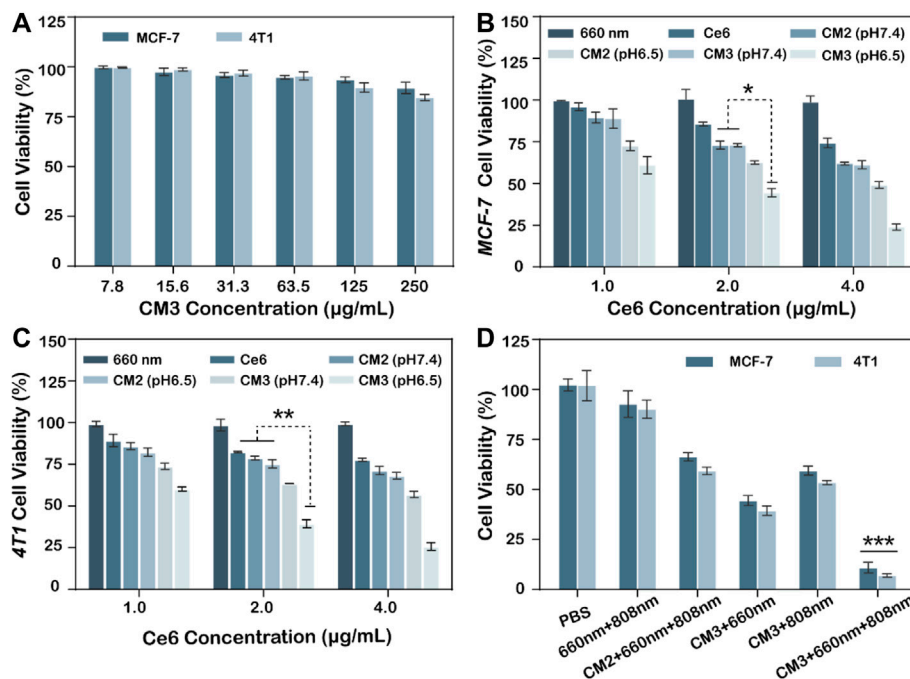 A
MCF-7
4T1
Cell Viability (%)
125
100
75
50
25
0
7.8
15.6
31.3
63.5
125
250
CM3 Concentration (μg/mL)
B
660 nm
Ce6
CM2 (pH7.4)
CM2 (pH6.5)
CM3 (pH7.4)
CM3 (pH6.5)
MCF-7 Cell Viability (%)
150
125
100
75
50
25
0
*
1.0
2.0
4.0
Ce6 Concentration (μg/mL)
C
660 nm
Ce6
CM2 (pH7.4)
CM2 (pH6.5)
CM3 (pH7.4)
CM3 (pH6.5)
4T1 Cell Viability (%)
150
125
100
75
50
25
0
**
1.0
2.0
4.0
Ce6 Concentration (μg/mL)
D
MCF-7
4T1
Cell Viability (%)
125
100
75
50
25
0
***
PBS
660nm+808nm
CM2+660nm+808nm
CM3+660nm
CM3+808nm
CM3+660nm+808nm